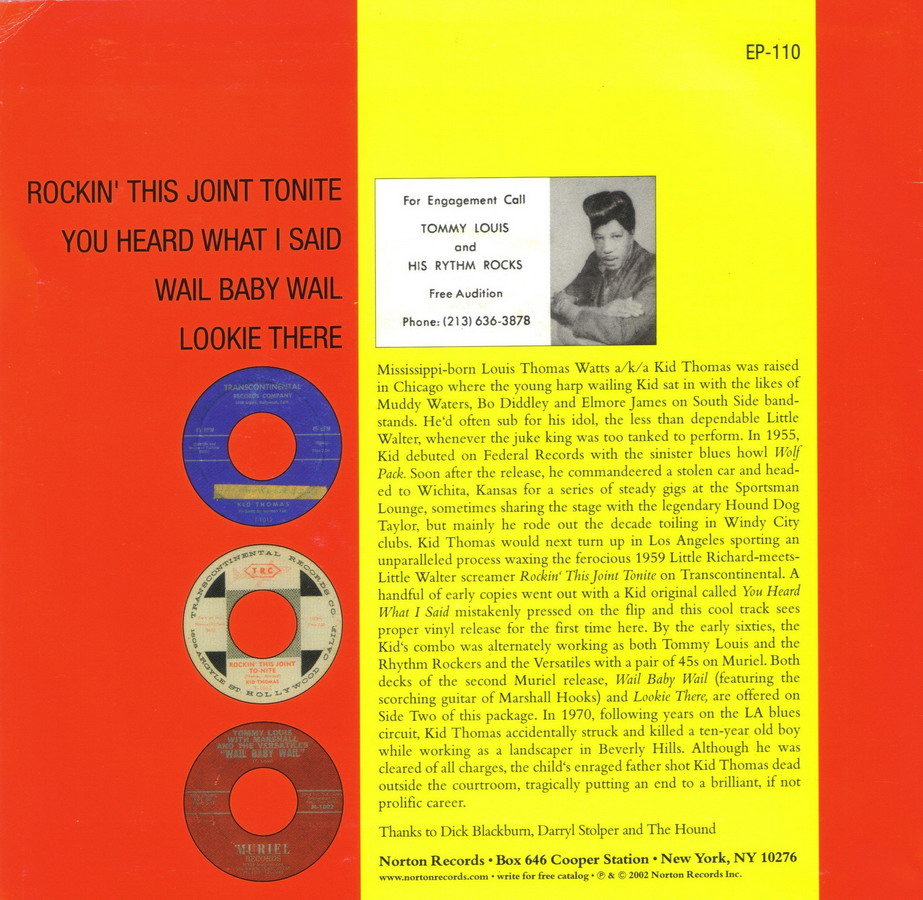 EP-110
ROCKIN' THIS JOINT TONITE
YOU HEARD WHAT I SAID
WAIL BABY WAIL
LOOKIE THERE
For Engagement Call
TOMMY LOUIS
and
HIS RYTHM ROCKS
Free Audition
Phone: (213) 636-3878
Mississippi-born Louis Thomas Watts a/k/a Kid Thomas was raised
in Chicago where the young harp wailing Kid sat in with the likes of
Muddy Waters, Bo Diddley and Elmore James on South Side band-
stands. He'd often sub for his idol, the less than dependable Little
Walter, whenever the juke king was too tanked to perform. In 1955,
Kid debuted on Federal Records with the sinister blues howl Wolf
Pack. Soon after the release, he commandeered a stolen car and head-
ed to Wichita, Kansas for a series of steady gigs at the Sportsman
Lounge, sometimes sharing the stage with the legendary Hound Dog
Taylor, but mainly he rode out the decade toiling in Windy City
clubs. Kid Thomas would next turn up in Los Angeles sporting an
unparalleled process waxing the ferocious 1959 Little Richard-meets-
Little Walter screamer Rockin' This Joint Tonite on Transcontinental. A
handful of early copies went out with a Kid original called You Heard
What I Said mistakenly pressed on the flip and this cool track sees
proper vinyl release for the first time here. By the early sixties, the
Kid's combo was alternately working as both Tommy Louis and the
Rhythm Rockers and the Versatiles with a pair of 45s on Muriel. Both
decks of the second Muriel release, Wail Baby Wail (featuring the
scorching guitar of Marshall Hooks) and Lookie There, are offered on
Side Two of this package. In 1970, following years on the LA blues
circuit, Kid Thomas accidentally struck and killed a ten-year old boy
while working as a landscaper in Beverly Hills. Although he was
cleared of all charges, the child's enraged father shot Kid Thomas dead
outside the courtroom, tragically putting an end to a brilliant, if not
prolific career.
Thanks to Dick Blackburn, Darryl Stolper and The Hound
Norton Records • Box 646 Cooper Station • New York, NY 10276
www.nortonrecords.com • write for free catalog • ℗ & © 2002 Norton Records Inc.
TRANSCONTINENTAL
RECORDS COMPANY
45 RPM
KID THOMAS
TRANSCONTINENTAL RECORDS CO.
TRC
1605 ARGYLE ST. HOLLYWOOD CALIF.
ROCKIN' THIS JOINT
TO-NITE
KID THOMAS
T-1012
TOMMY LOUIS
WITH MARSHALL
AND THE VERSATILES
"WAIL BABY WAIL"
MURIEL
RECORDS